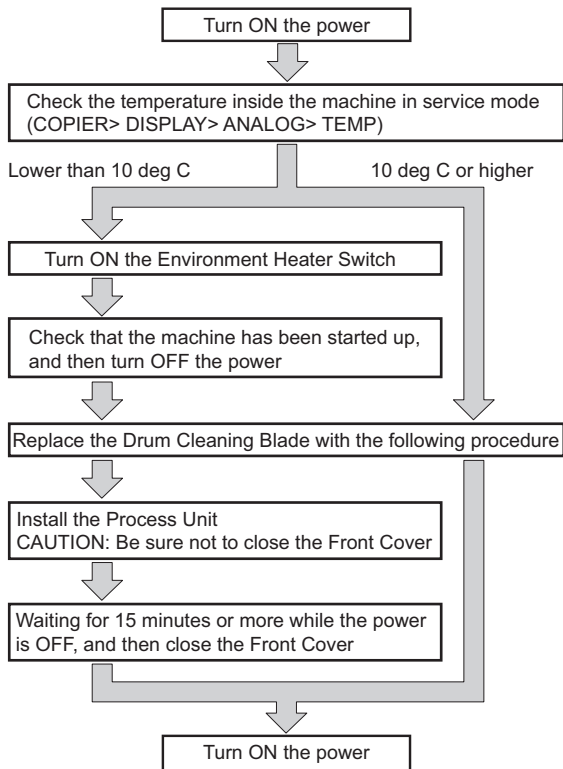 Turn ON the power
Check the temperature inside the machine in service mode
(COPIER> DISPLAY> ANALOG> TEMP)
Lower than 10 deg C
10 deg C or higher
Turn ON the Environment Heater Switch
Check that the machine has been started up,
and then turn OFF the power
Replace the Drum Cleaning Blade with the following procedure
Install the Process Unit
CAUTION: Be sure not to close the Front Cover
Waiting for 15 minutes or more while the power
is OFF, and then close the Front Cover
Turn ON the power